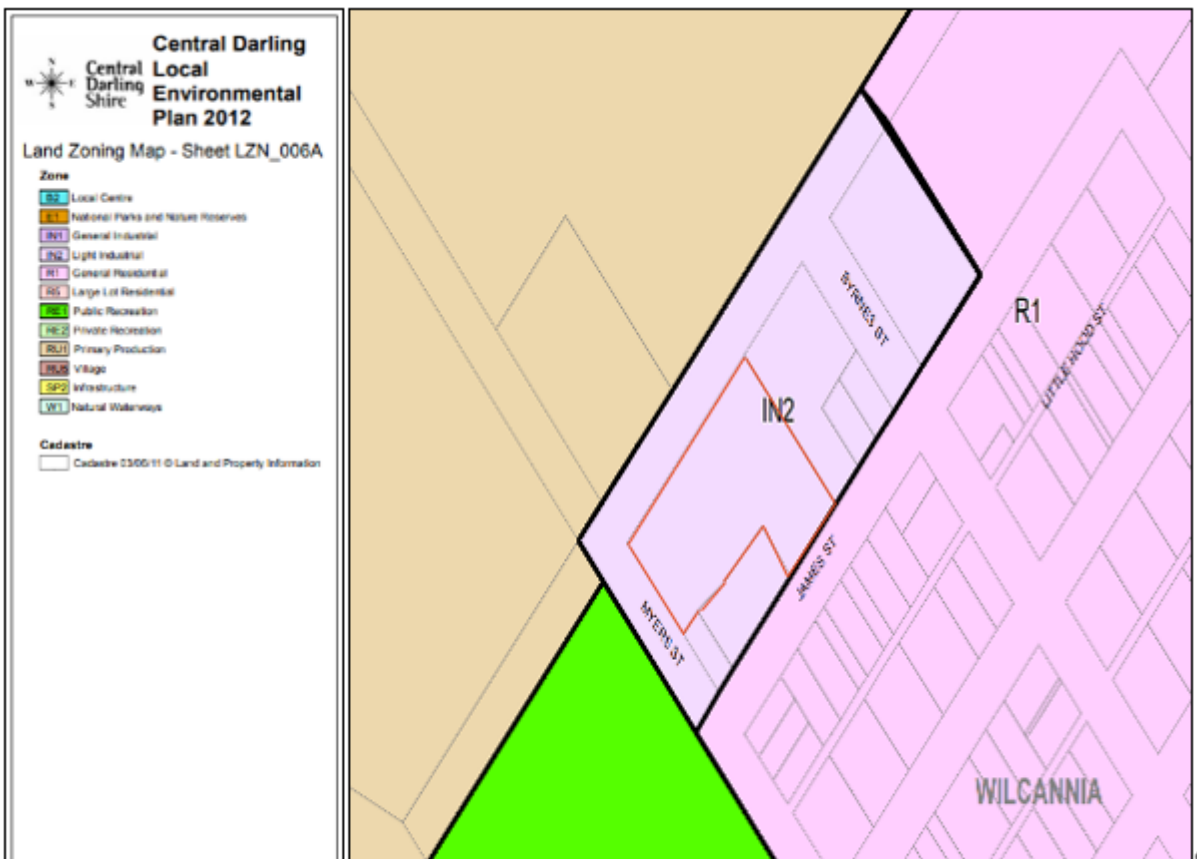 N
W E
S
Central
Darling
Shire
Central Darling
Local
Environmental
Plan 2012
Land Zoning Map - Sheet LZN_006A
Zone
B2 Local Centre
E1 National Parks and Nature Reserves
IN1 General Industrial
IN2 Light Industrial
R1 General Residential
R5 Large Lot Residential
RE1 Public Recreation
RE2 Private Recreation
RU1 Primary Production
RU5 Village
SP2 Infrastructure
W1 Natural Waterways
Cadastre
Cadastre 03/06/11 © Land and Property Information
BYRNES ST
R1
LITTLE HOOD ST
IN2
JAMES ST
MYERS ST
WILCANNIA